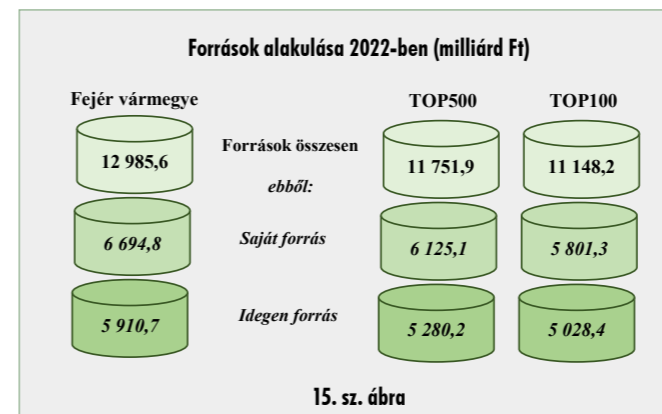 Források alakulása 2022-ben (milliárd Ft)
Fejér vármegye TOP500 TOP100
12 985,6 Források összesen 11 751,9 11 148,2
ebből:
6 694,8 Saját forrás 6 125,1 5 801,3
5 910,7 Idegen forrás 5 280,2 5 028,4
15. sz. ábra